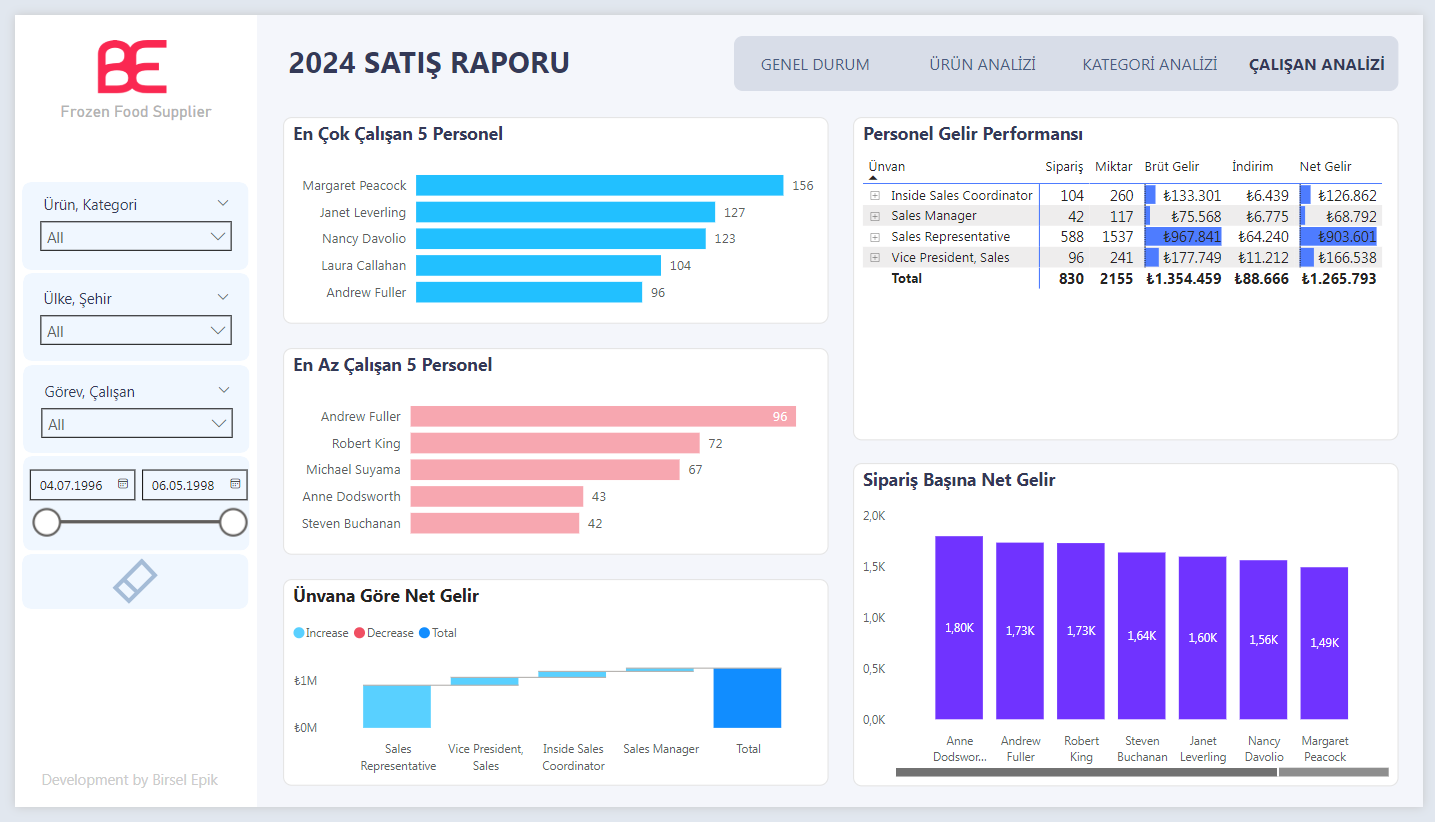 BE
Frozen Food Supplier
2024 SATIŞ RAPORU
GENEL DURUM ÜRÜN ANALİZİ KATEGORİ ANALİZİ ÇALIŞAN ANALİZİ
Ürün, Kategori
All
Ülke, Şehir
All
Görev, Çalışan
All
04.07.1996 06.05.1998
Development by Birsel Epik
En Çok Çalışan 5 Personel
Margaret Peacock 156
Janet Leverling 127
Nancy Davolio 123
Laura Callahan 104
Andrew Fuller 96
En Az Çalışan 5 Personel
Andrew Fuller 96
Robert King 72
Michael Suyama 67
Anne Dodsworth 43
Steven Buchanan 42
Ünvana Göre Net Gelir
Increase Decrease Total
₺1M
₺0M
Sales Representative
Vice President, Sales
Inside Sales Coordinator
Sales Manager
Total
Personel Gelir Performansı
Ünvan Sipariş Miktar Brüt Gelir İndirim Net Gelir
Inside Sales Coordinator 104 260 ₺133.301 ₺6.439 ₺126.862
Sales Manager 42 117 ₺75.568 ₺6.775 ₺68.792
Sales Representative 588 1537 ₺967.841 ₺64.240 ₺903.601
Vice President, Sales 96 241 ₺177.749 ₺11.212 ₺166.538
Total 830 2155 ₺1.354.459 ₺88.666 ₺1.265.793
Sipariş Başına Net Gelir
2,0K
1,5K
1,0K
0,5K
0,0K
1,80K 1,73K 1,73K 1,64K 1,60K 1,56K 1,49K
Anne Dodswor...
Andrew Fuller
Robert King
Steven Buchanan
Janet Leverling
Nancy Davolio
Margaret Peacock